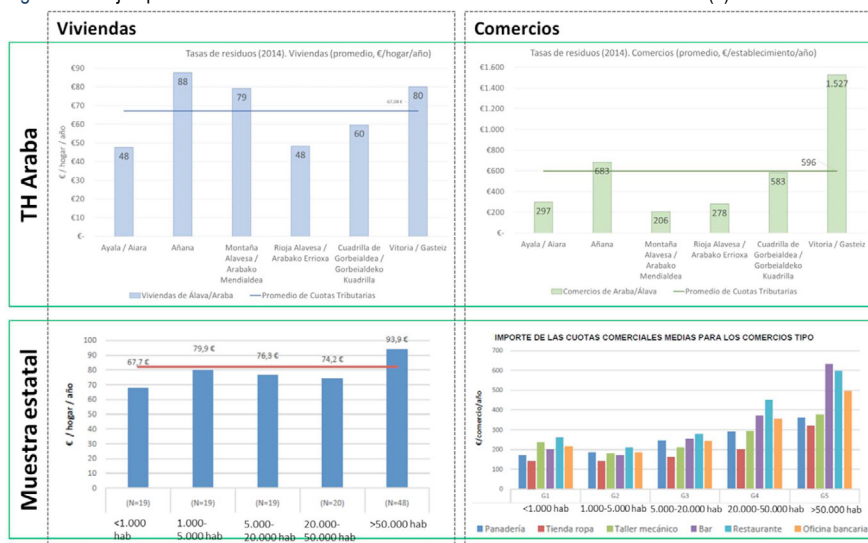 Viviendas
Comercios
TH Araba
Tasas de residuos (2014). Viviendas (promedio, €/hogar/año)
€ / hogar / año
€90
€80
€70
€60
€50
€40
€30
€20
€10
€-
48
88
79
48
60
80
Ayala / Aiara
Añana
Montaña Alavesa / Arabako Mendialdea
Rioja Alavesa / Arabako Errioxa
Cuadrilla de Gorbeialdea / Gorbeialdeko Kuadrilla
Vitoria / Gasteiz
Viviendas de Álava/Araba
Promedio de Cuotas Tributarias
Tasas de residuos (2014). Comercios (promedio, €/establecimiento/año)
€1.600
€1.400
€1.200
€1.000
€800
€600
€400
€200
€-
297
683
206
278
583
1.527
596
Ayala / Aiara
Añana
Montaña Alavesa / Arabako Mendialdea
Rioja Alavesa / Arabako Errioxa
Cuadrilla de Gorbeialdea / Gorbeialdeko Kuadrilla
Vitoria / Gasteiz
Comercios de Araba/Álava
Promedio de Cuotas Tributarias
Muestra estatal
€ / hogar / año
100
90
80
70
60
50
40
30
20
10
0
67,7 €
79,9 €
76,3 €
74,2 €
93,9 €
(N=19)
(N=19)
(N=19)
(N=20)
(N=48)
<1.000 hab
1.000-5.000 hab
5.000-20.000 hab
20.000-50.000 hab
>50.000 hab
IMPORTE DE LAS CUOTAS COMERCIALES MEDIAS PARA LOS COMERCIOS TIPO
€/comercio/año
700
600
500
400
300
200
100
0
G1
G2
G3
G4
G5
<1.000 hab
1.000-5.000 hab
5.000-20.000 hab
20.000-50.000 hab
>50.000 hab
Panadería
Tienda ropa
Taller mecánico
Bar
Restaurante
Oficina bancaria